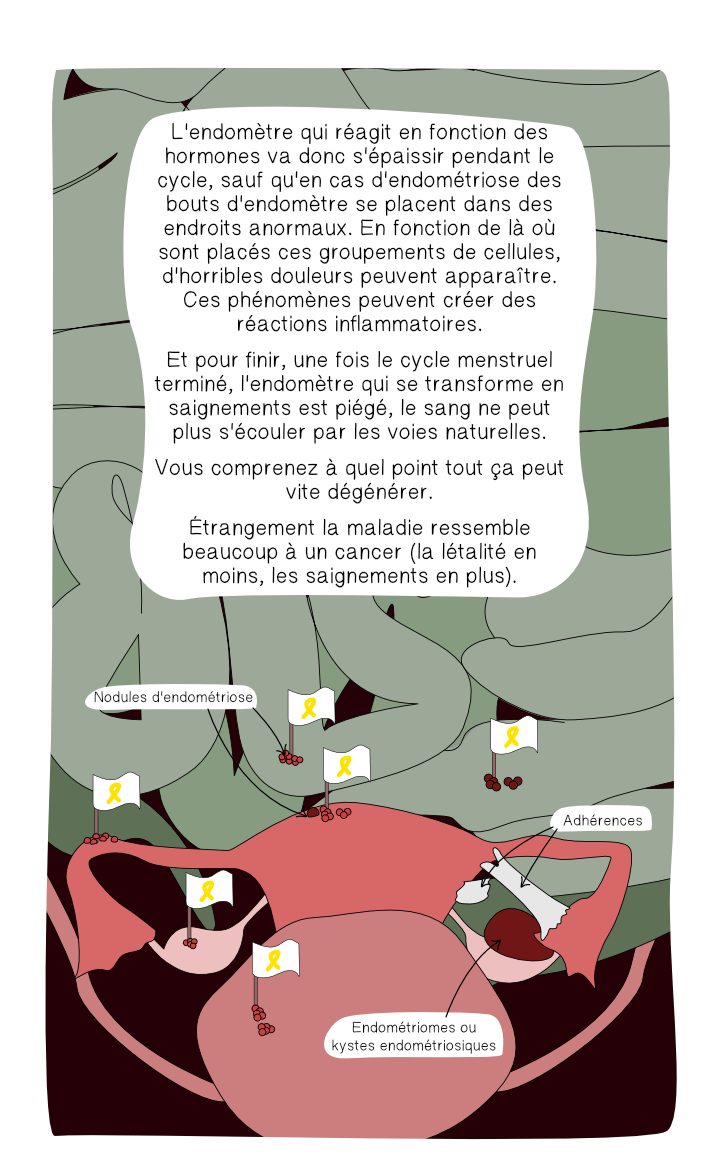 L'endomètre qui réagit en fonction des
hormones va donc s'épaissir pendant le
cycle, sauf qu'en cas d'endométriose des
bouts d'endomètre se placent dans des
endroits anormaux. En fonction de là où
sont placés ces groupements de cellules,
d'horribles douleurs peuvent apparaître.
Ces phénomènes peuvent créer des
réactions inflammatoires.
Et pour finir, une fois le cycle menstruel
terminé, l'endomètre qui se transforme en
saignements est piégé, le sang ne peut
plus s'écouler par les voies naturelles.
Vous comprenez à quel point tout ça peut
vite dégénérer.
Étrangement la maladie ressemble
beaucoup à un cancer (la létalité en
moins, les saignements en plus).
Nodules d'endométriose
Adhérences
Endométriomes ou
kystes endométriosiques